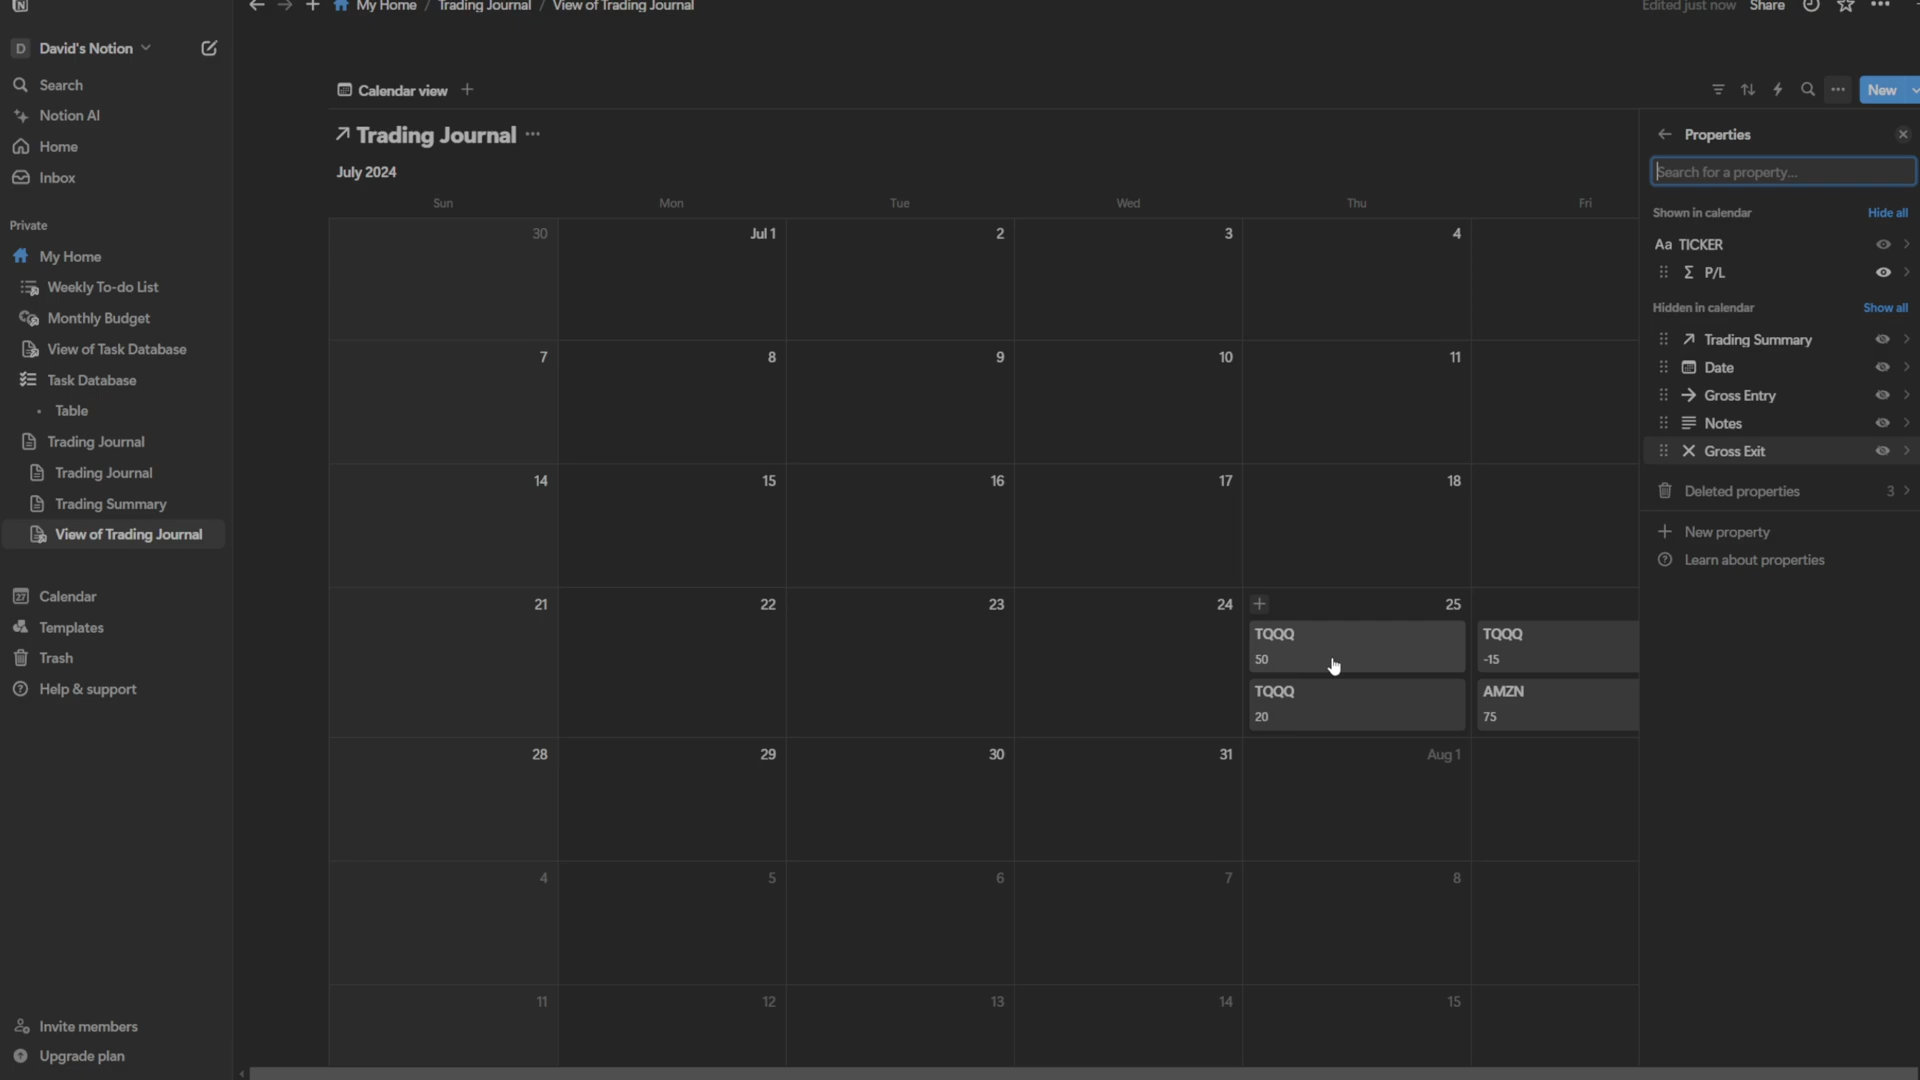 My Home / Trading Journal / View of Trading Journal
Edited just now Share
D David's Notion
Search
Notion AI
Home
Inbox
Private
My Home
Weekly To-do List
Monthly Budget
View of Task Database
Task Database
• Table
Trading Journal
Trading Journal
Trading Summary
View of Trading Journal
27 Calendar
Templates
Trash
Help & support
Invite members
Upgrade plan
Calendar view
New
Trading Journal
July 2024
Sun Mon Tue Wed Thu Fri
30 Jul 1 2 3 4
7 8 9 10 11
14 15 16 17 18
21 22 23 24 25
TQQQ TQQQ
50 -15
TQQQ AMZN
20 75
28 29 30 31 Aug 1
4 5 6 7 8
11 12 13 14 15
Properties
Search for a property...
Shown in calendar Hide all
Aa TICKER
Σ P/L
Hidden in calendar Show all
Trading Summary
Date
Gross Entry
Notes
Gross Exit
Deleted properties 3
New property
Learn about properties